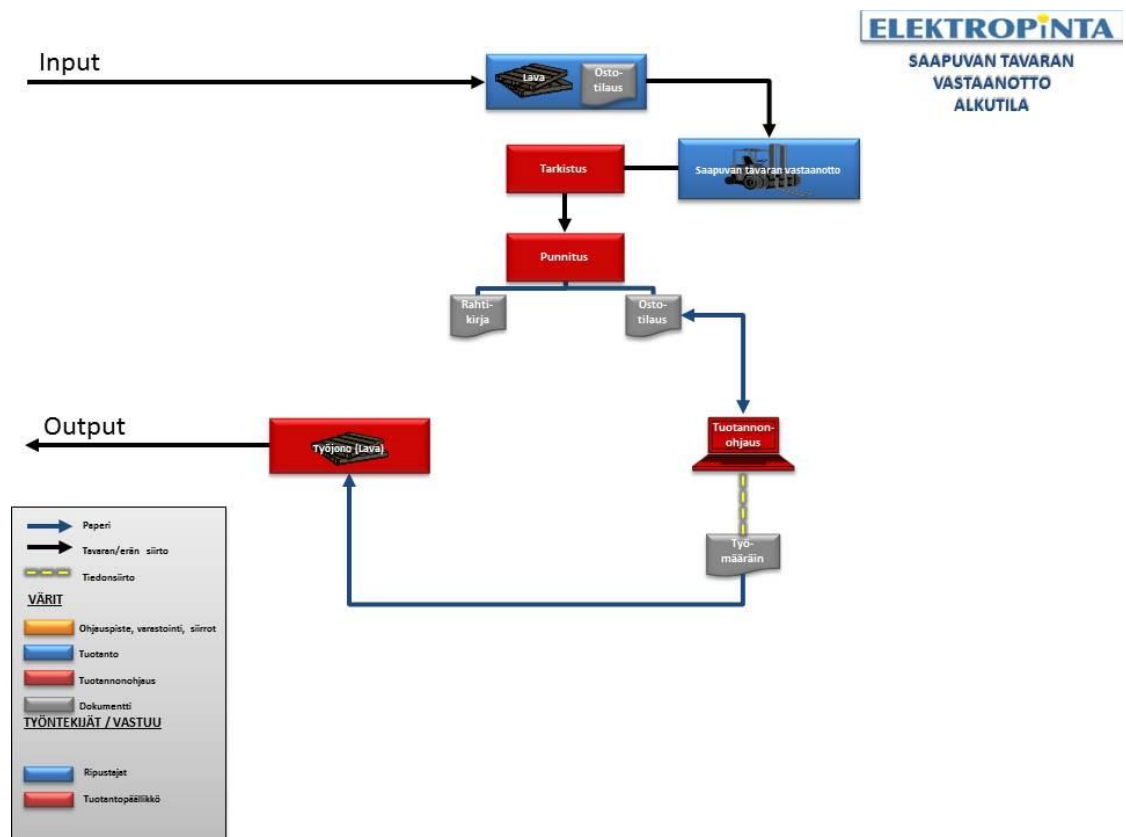 ELEKTROPiNTA
SAAPUVAN TAVARAN
VASTAANOTTO
ALKUTILA
Input
Lava
Osto-
tilaus
Tarkistus
Saapuvan tavaran vastaanotto
Punnitus
Rahti-
kirja
Osto-
tilaus
Output
Työjono (Lava)
Tuotannon-
ohjaus
Työ-
määräin
Paperi
Tavaran/erän siirto
Tiedonsiirto
VÄRIT
Ohjauspiste, varastointi, siirrot
Tuotanto
Tuotannonohjaus
Dokumentti
TYÖNTEKIJÄT / VASTUU
Ripustajat
Tuotantopäällikkö